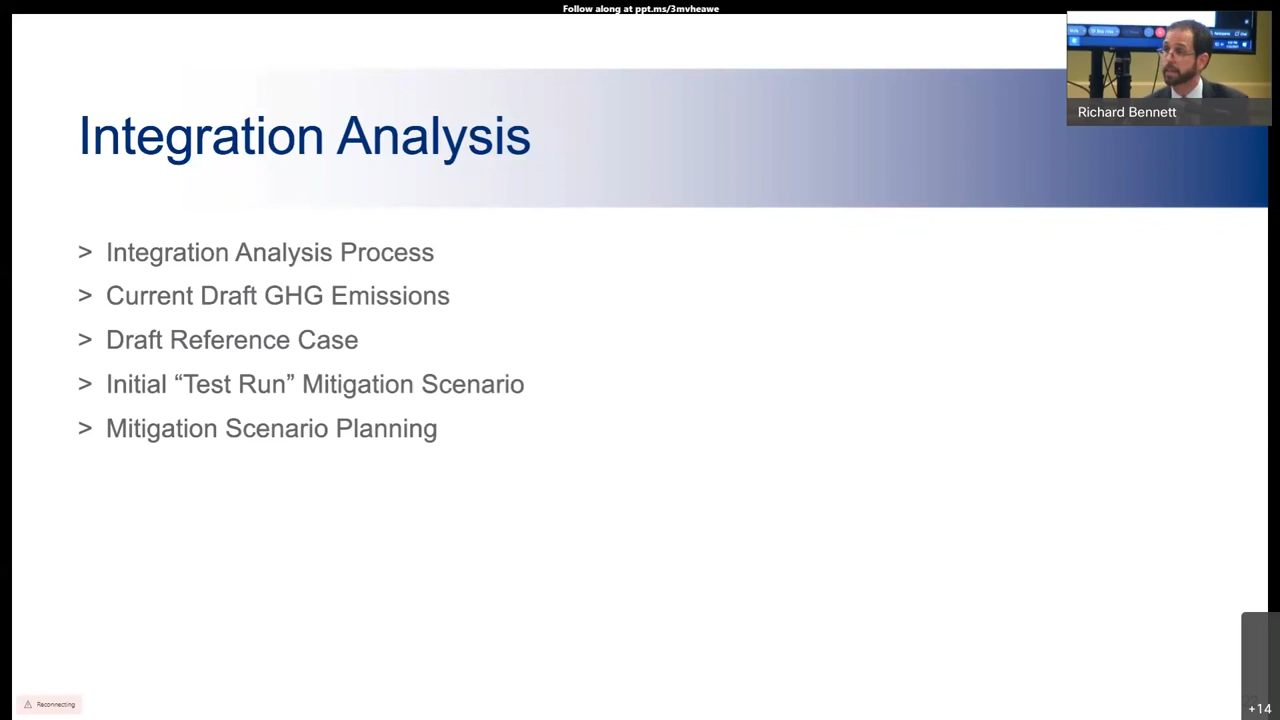 Follow along at ppt.ms/3mvheawe
Richard Bennett
Integration Analysis
> Integration Analysis Process
> Current Draft GHG Emissions
> Draft Reference Case
> Initial “Test Run” Mitigation Scenario
> Mitigation Scenario Planning
Reconnecting
+14